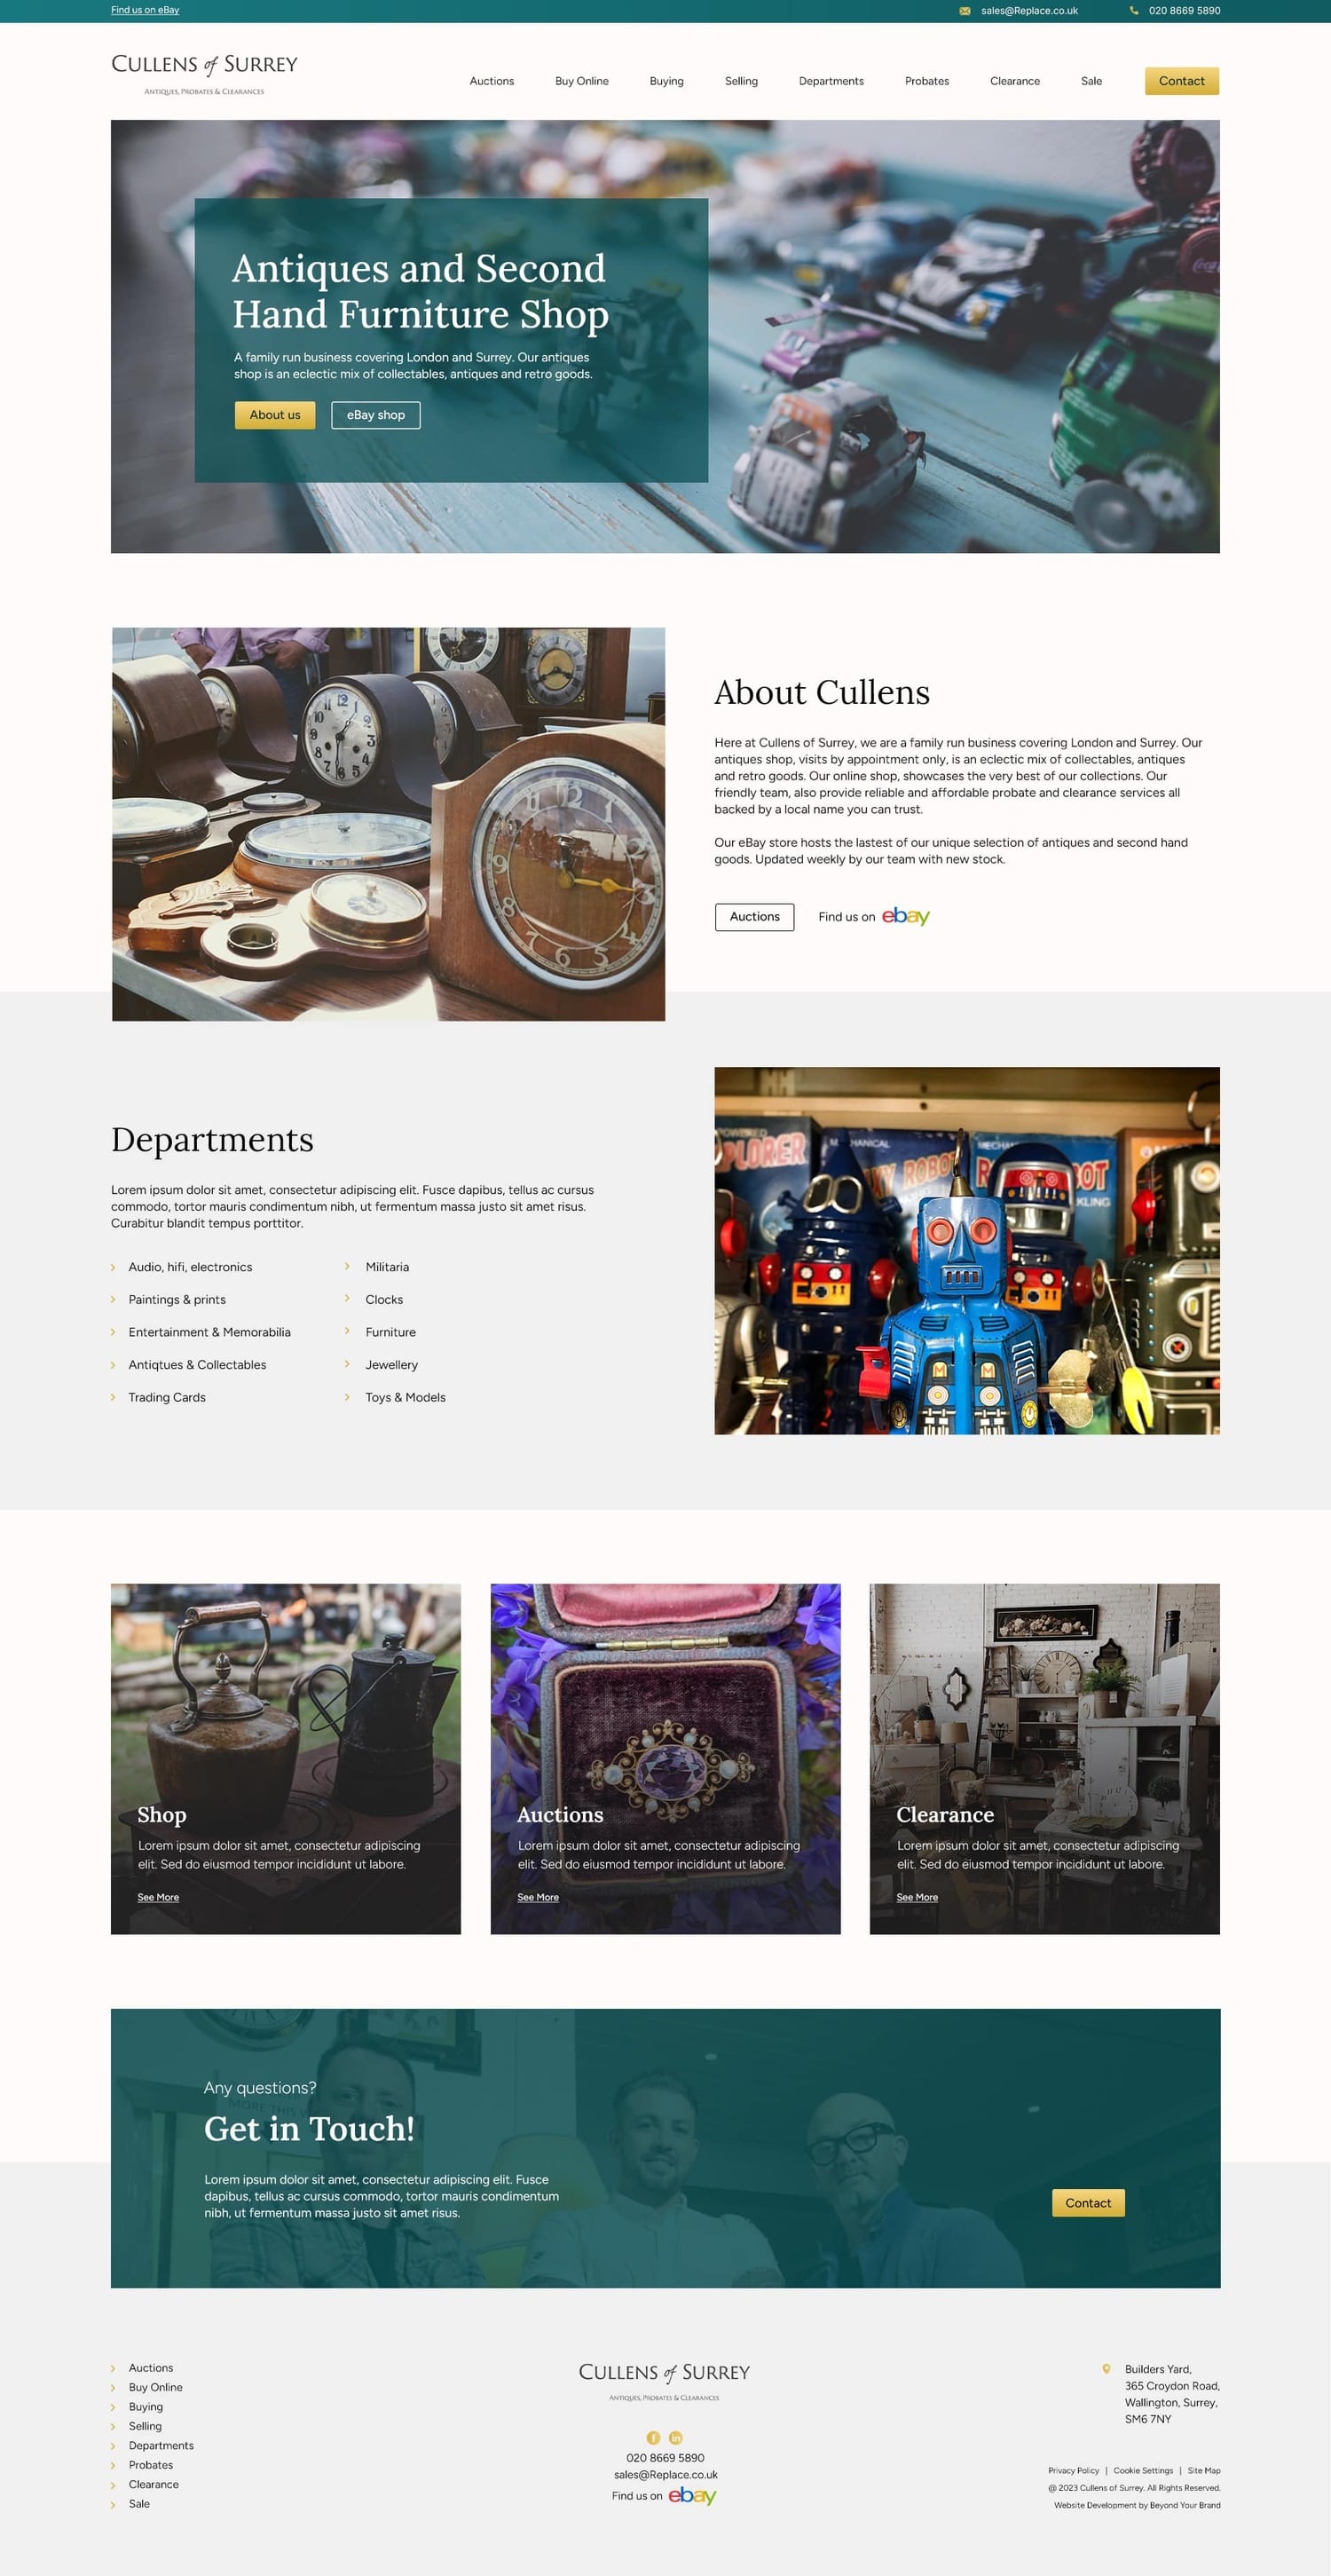 Find us on eBay
sales@Replace.co.uk
020 8669 5890
CULLENS of SURREY
ANTIQUES, PROBATES & CLEARANCES
Auctions
Buy Online
Buying
Selling
Departments
Probates
Clearance
Sale
Contact
Antiques and Second
Hand Furniture Shop
A family run business covering London and Surrey. Our antiques
shop is an eclectic mix of collectables, antiques and retro goods.
About us
eBay shop
About Cullens
Here at Cullens of Surrey, we are a family run business covering London and Surrey. Our
antiques shop, visits by appointment only, is an eclectic mix of collectables, antiques
and retro goods. Our online shop, showcases the very best of our collections. Our
friendly team, also provide reliable and affordable probate and clearance services all
backed by a local name you can trust.
Our eBay store hosts the lastest of our unique selection of antiques and second hand
goods. Updated weekly by our team with new stock.
Auctions
Find us on ebay
Departments
Lorem ipsum dolor sit amet, consectetur adipiscing elit. Fusce dapibus, tellus ac cursus
commodo, tortor mauris condimentum nibh, ut fermentum massa justo sit amet risus.
Curabitur blandit tempus porttitor.
Audio, hifi, electronics
Paintings & prints
Entertainment & Memorabilia
Antiqtues & Collectables
Trading Cards
Militaria
Clocks
Furniture
Jewellery
Toys & Models
Shop
Lorem ipsum dolor sit amet, consectetur adipiscing
elit. Sed do eiusmod tempor incididunt ut labore.
See More
Auctions
Lorem ipsum dolor sit amet, consectetur adipiscing
elit. Sed do eiusmod tempor incididunt ut labore.
See More
Clearance
Lorem ipsum dolor sit amet, consectetur adipiscing
elit. Sed do eiusmod tempor incididunt ut labore.
See More
Any questions?
Get in Touch!
Lorem ipsum dolor sit amet, consectetur adipiscing elit. Fusce
dapibus, tellus ac cursus commodo, tortor mauris condimentum
nibh, ut fermentum massa justo sit amet risus.
Contact
Auctions
Buy Online
Buying
Selling
Departments
Probates
Clearance
Sale
CULLENS of SURREY
ANTIQUES, PROBATES & CLEARANCES
020 8669 5890
sales@Replace.co.uk
Find us on ebay
Builders Yard,
365 Croydon Road,
Wallington, Surrey,
SM6 7NY
Privacy Policy | Cookie Settings | Site Map
@ 2023 Cullens of Surrey. All Rights Reserved.
Website Development by Beyond Your Brand